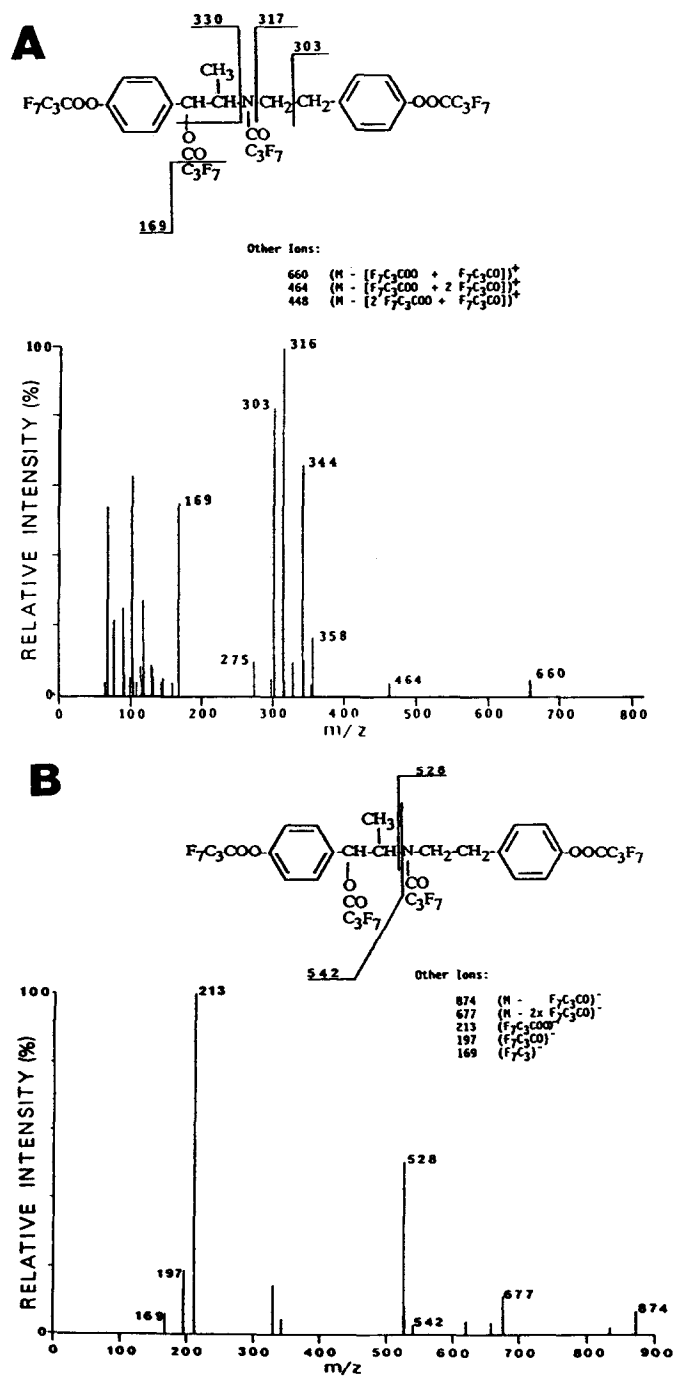 A
330 317
303
CH3
F7C3COO- -CH-CH-N-CH2-CH2- -OOCC3F7
O CO
CO C3F7
C3F7
169
Other Ions:
660 (M - [F7C3COO + F7C3CO])+
464 (M - [F7C3COO + 2 F7C3CO])+
448 (M - [2 F7C3COO + F7C3CO])+
RELATIVE INTENSITY (%)
100
316
303
344
169
358
275
464
660
0
0 100 200 300 400 500 600 700 800
m/z
B
528
CH3
F7C3COO- -CH-CH-N-CH2-CH2- -OOCC3F7
O CO
CO C3F7
C3F7
542
Other Ions:
874 (M - F7C3CO)-
677 (M - 2x F7C3CO)-
213 (F7C3COO)-
197 (F7C3CO)-
169 (F7C3)-
RELATIVE INTENSITY (%)
100
213
528
197
169
542
677
874
0
0 100 200 300 400 500 600 700 800 900
m/z